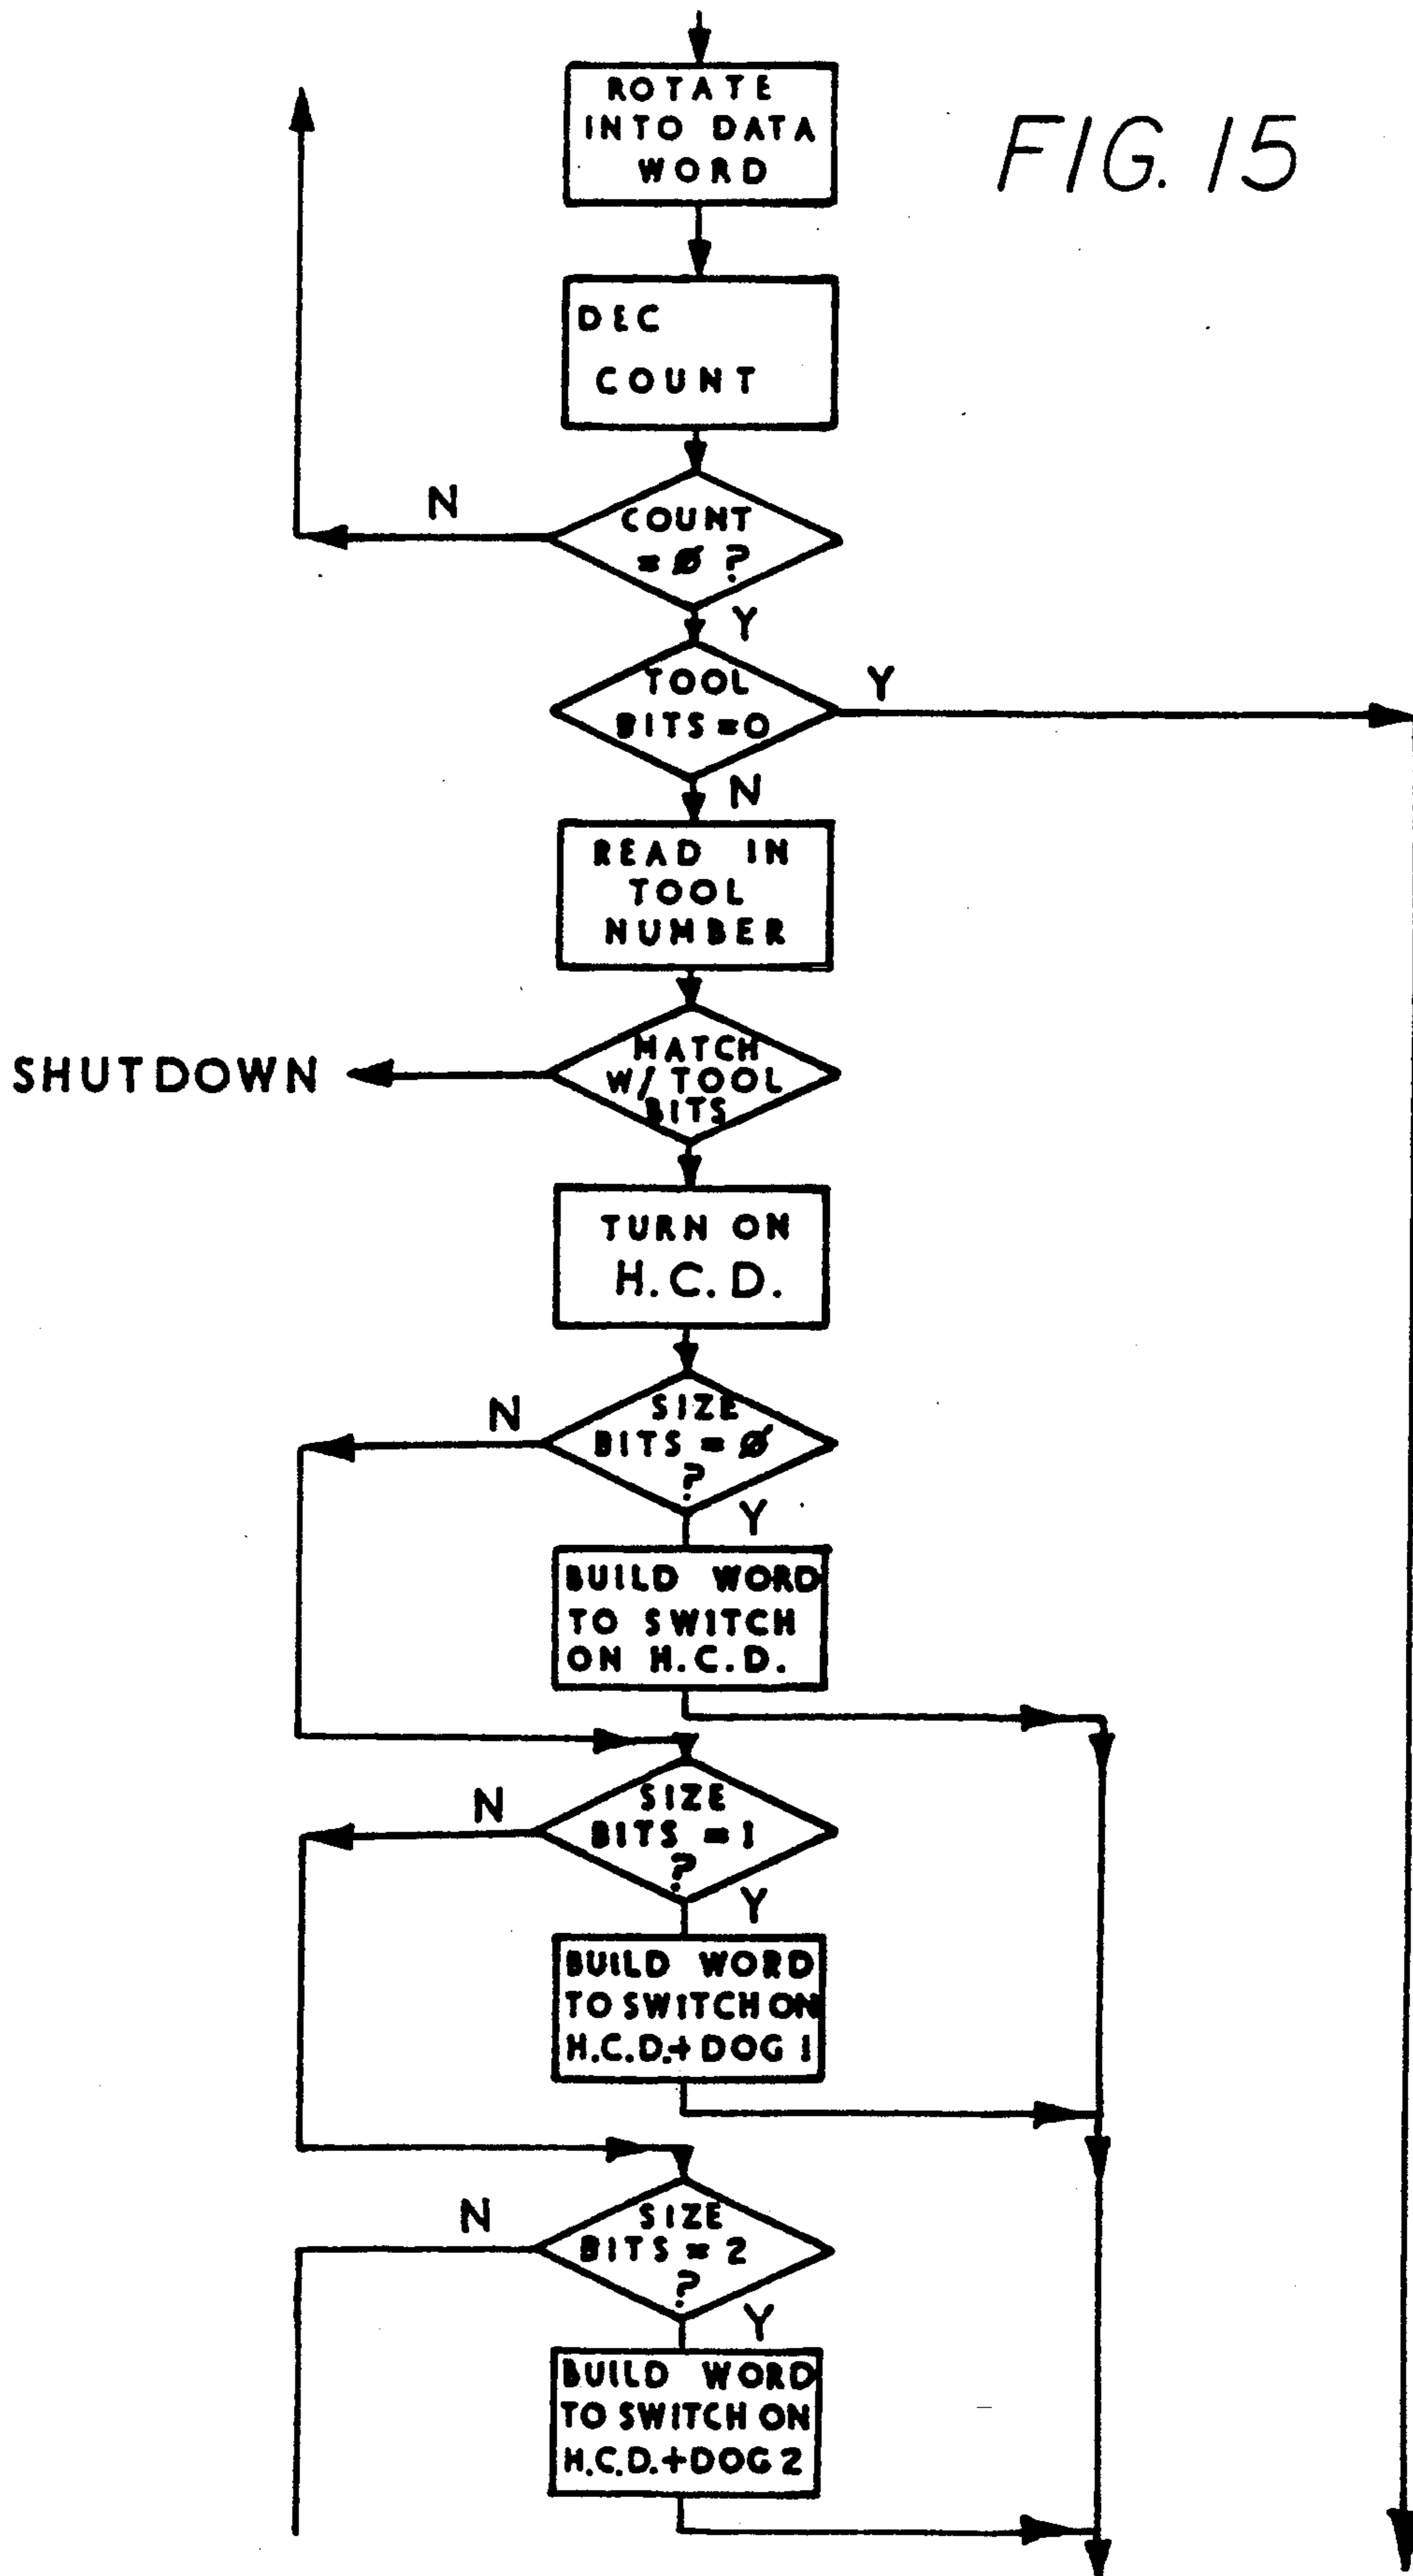 ROTATE
INTO DATA
WORD
FIG. 15
DEC
COUNT
N
COUNT
= Ø ?
Y
TOOL
BITS = O
Y
N
READ IN
TOOL
NUMBER
SHUTDOWN
MATCH
W/ TOOL
BITS
TURN ON
H.C.D.
N
SIZE
BITS = Ø
?
Y
BUILD WORD
TO SWITCH
ON H.C.D.
N
SIZE
BITS = 1
?
Y
BUILD WORD
TO SWITCH ON
H.C.D.+DOG 1
N
SIZE
BITS = 2
?
Y
BUILD WORD
TO SWITCH ON
H.C.D.+DOG 2